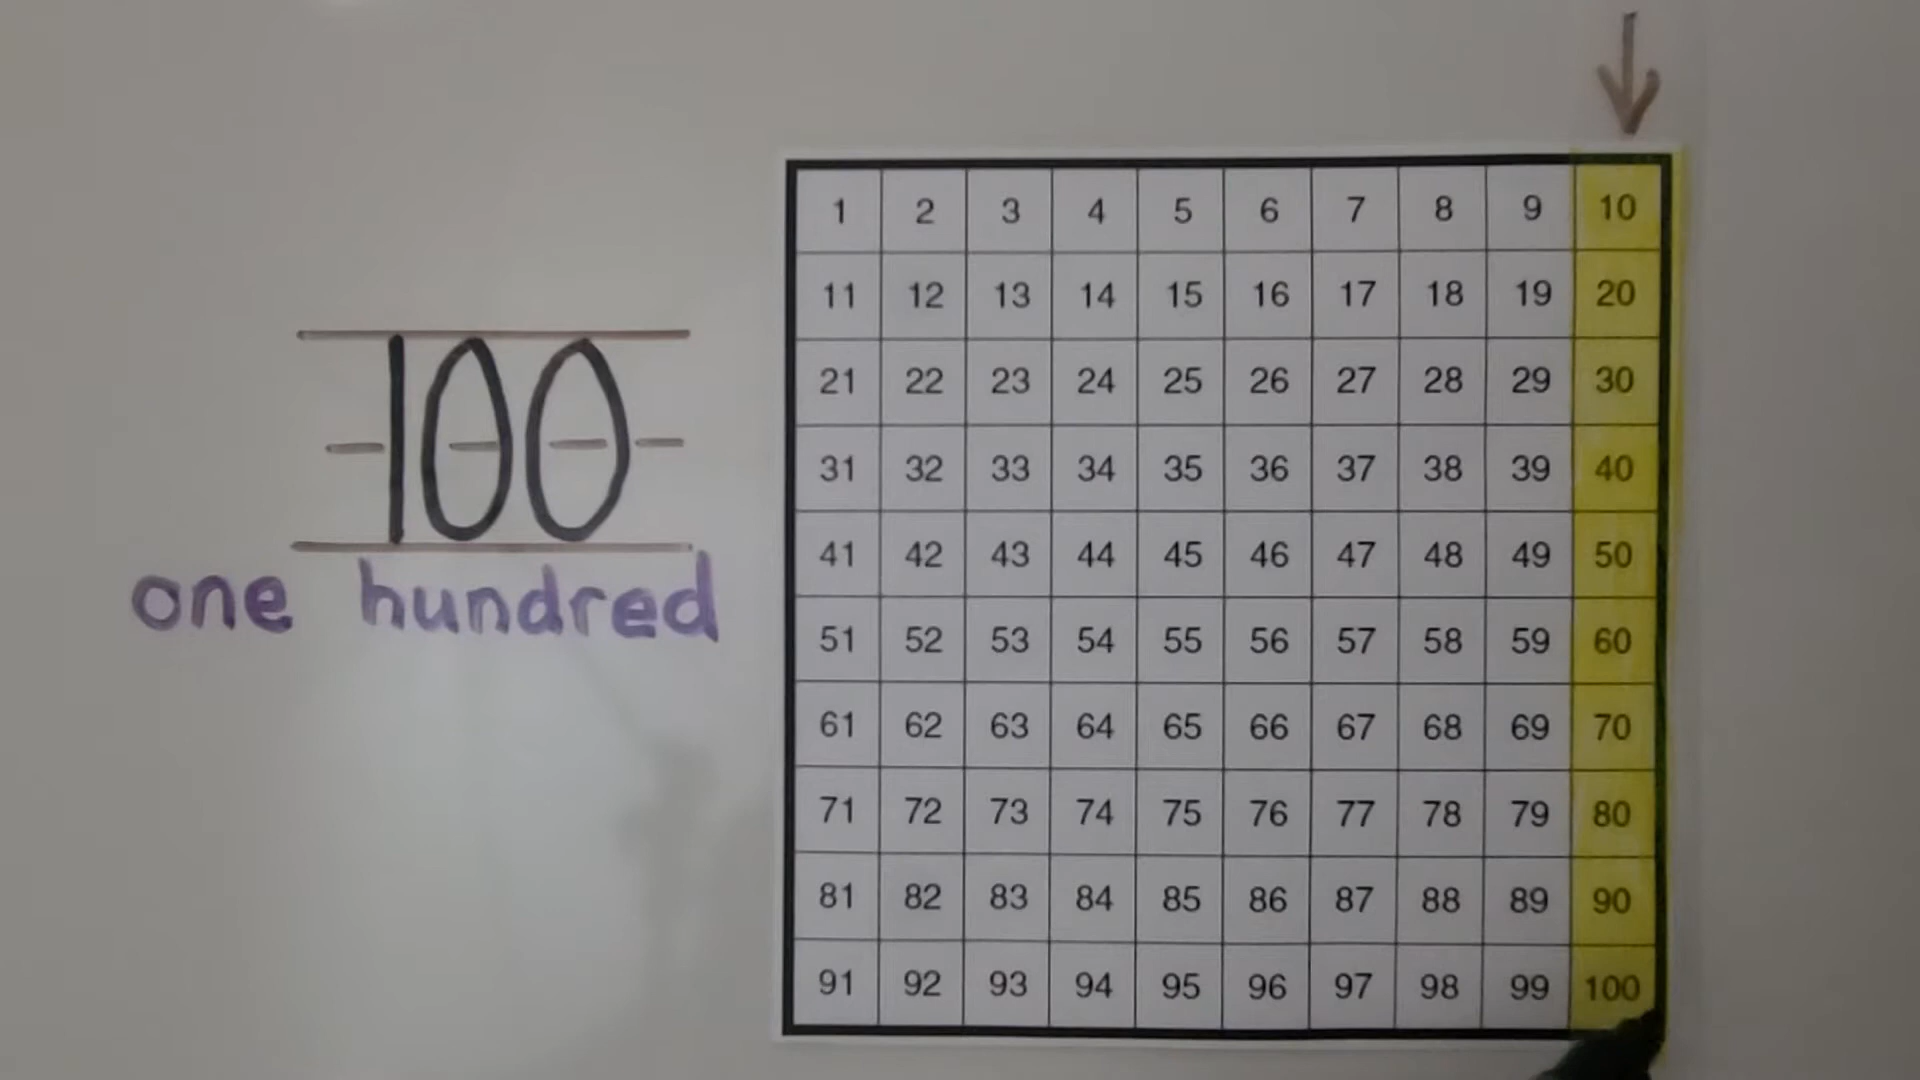 100
one hundred
1 2 3 4 5 6 7 8 9 10
11 12 13 14 15 16 17 18 19 20
21 22 23 24 25 26 27 28 29 30
31 32 33 34 35 36 37 38 39 40
41 42 43 44 45 46 47 48 49 50
51 52 53 54 55 56 57 58 59 60
61 62 63 64 65 66 67 68 69 70
71 72 73 74 75 76 77 78 79 80
81 82 83 84 85 86 87 88 89 90
91 92 93 94 95 96 97 98 99 100